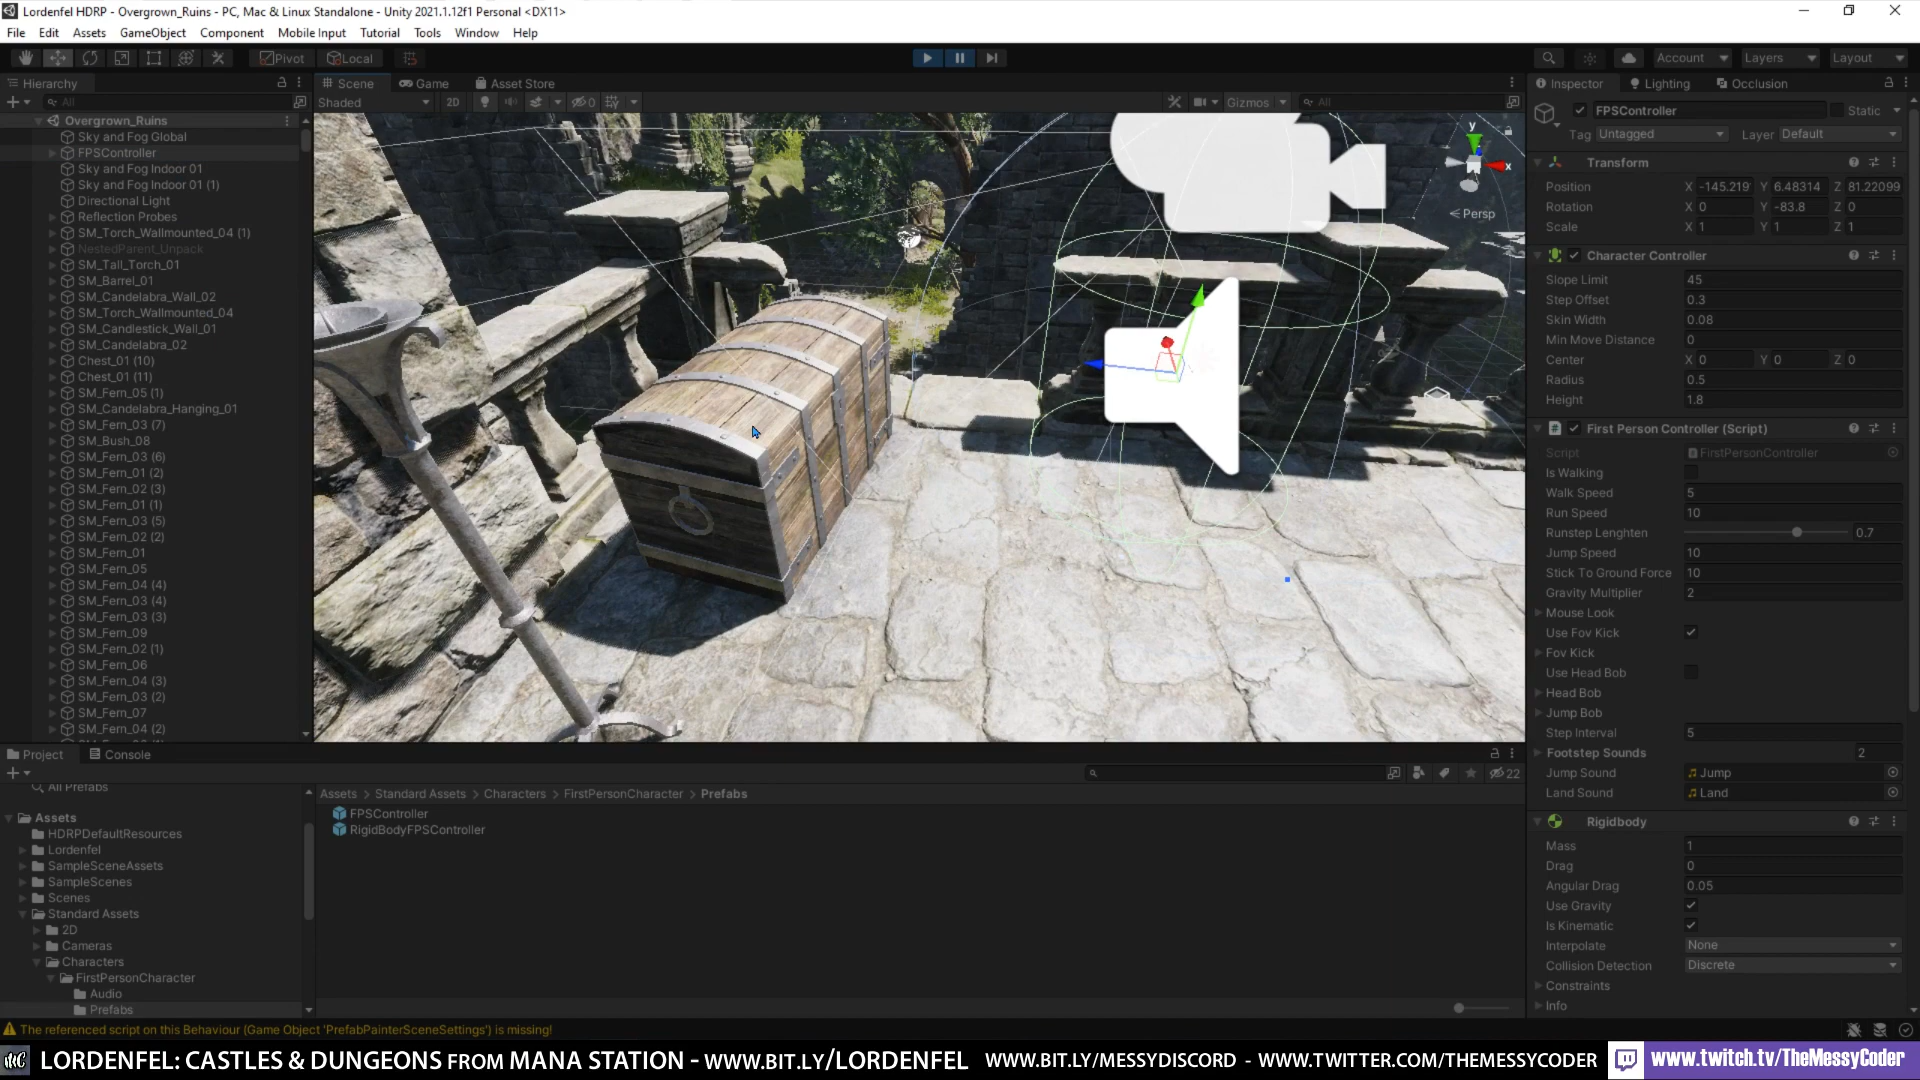 Lordenfel HDRP - Overgrown_Ruins - PC, Mac & Linux Standalone - Unity 2021.1.12f1 Personal <DX11>
File Edit Assets GameObject Component Mobile Input Tutorial Tools Window Help
Pivot Local Account Layers Layout
Hierarchy
All
Overgrown_Ruins
Sky and Fog Global
FPSController
Sky and Fog Indoor 01
Sky and Fog Indoor 01 (1)
Directional Light
Reflection Probes
SM_Torch_Wallmounted_04 (1)
NestedParent_Unpack
SM_Tall_Torch_01
SM_Barrel_01
SM_Candelabra_Wall_02
SM_Torch_Wallmounted_04
SM_Candlestick_Wall_01
SM_Candelabra_02
Chest_01 (10)
Chest_01 (11)
SM_Fern_05 (1)
SM_Candelabra_Hanging_01
SM_Fern_03 (7)
SM_Bush_08
SM_Fern_03 (6)
SM_Fern_01 (2)
SM_Fern_02 (3)
SM_Fern_01 (1)
SM_Fern_03 (5)
SM_Fern_02 (2)
SM_Fern_01
SM_Fern_05
SM_Fern_04 (4)
SM_Fern_03 (4)
SM_Fern_03 (3)
SM_Fern_09
SM_Fern_02 (1)
SM_Fern_06
SM_Fern_04 (3)
SM_Fern_03 (2)
SM_Fern_07
SM_Fern_04 (2)
Scene Game Asset Store
Shaded 2D 0 Gizmos All
y
x
Persp
Inspector Lighting Occlusion
FPSController Static
Tag Untagged Layer Default
Transform
Position X -145.219 Y 6.48314 Z 81.22099
Rotation X 0 Y -83.8 Z 0
Scale X 1 Y 1 Z 1
Character Controller
Slope Limit 45
Step Offset 0.3
Skin Width 0.08
Min Move Distance 0
Center X 0 Y 0 Z 0
Radius 0.5
Height 1.8
First Person Controller (Script)
Script FirstPersonController
Is Walking
Walk Speed 5
Run Speed 10
Runstep Lenghten 0.7
Jump Speed 10
Stick To Ground Force 10
Gravity Multiplier 2
Mouse Look
Use Fov Kick
Fov Kick
Use Head Bob
Head Bob
Jump Bob
Step Interval 5
Footstep Sounds 2
Jump Sound Jump
Land Sound Land
Rigidbody
Mass 1
Drag 0
Angular Drag 0.05
Use Gravity
Is Kinematic
Interpolate None
Collision Detection Discrete
Constraints
Info
Project Console
22
All Prefabs
Assets
HDRPDefaultResources
Lordenfel
SampleSceneAssets
SampleScenes
Scenes
Standard Assets
2D
Cameras
Characters
FirstPersonCharacter
Audio
Prefabs
Assets > Standard Assets > Characters > FirstPersonCharacter > Prefabs
FPSController
RigidBodyFPSController
The referenced script on this Behaviour (Game Object 'PrefabPainterSceneSettings') is missing!
LORDENFEL: CASTLES & DUNGEONS FROM MANA STATION - WWW.BIT.LY/LORDENFEL WWW.BIT.LY/MESSYDISCORD - WWW.TWITTER.COM/THEMESSYCODER www.twitch.tv/TheMessyCoder